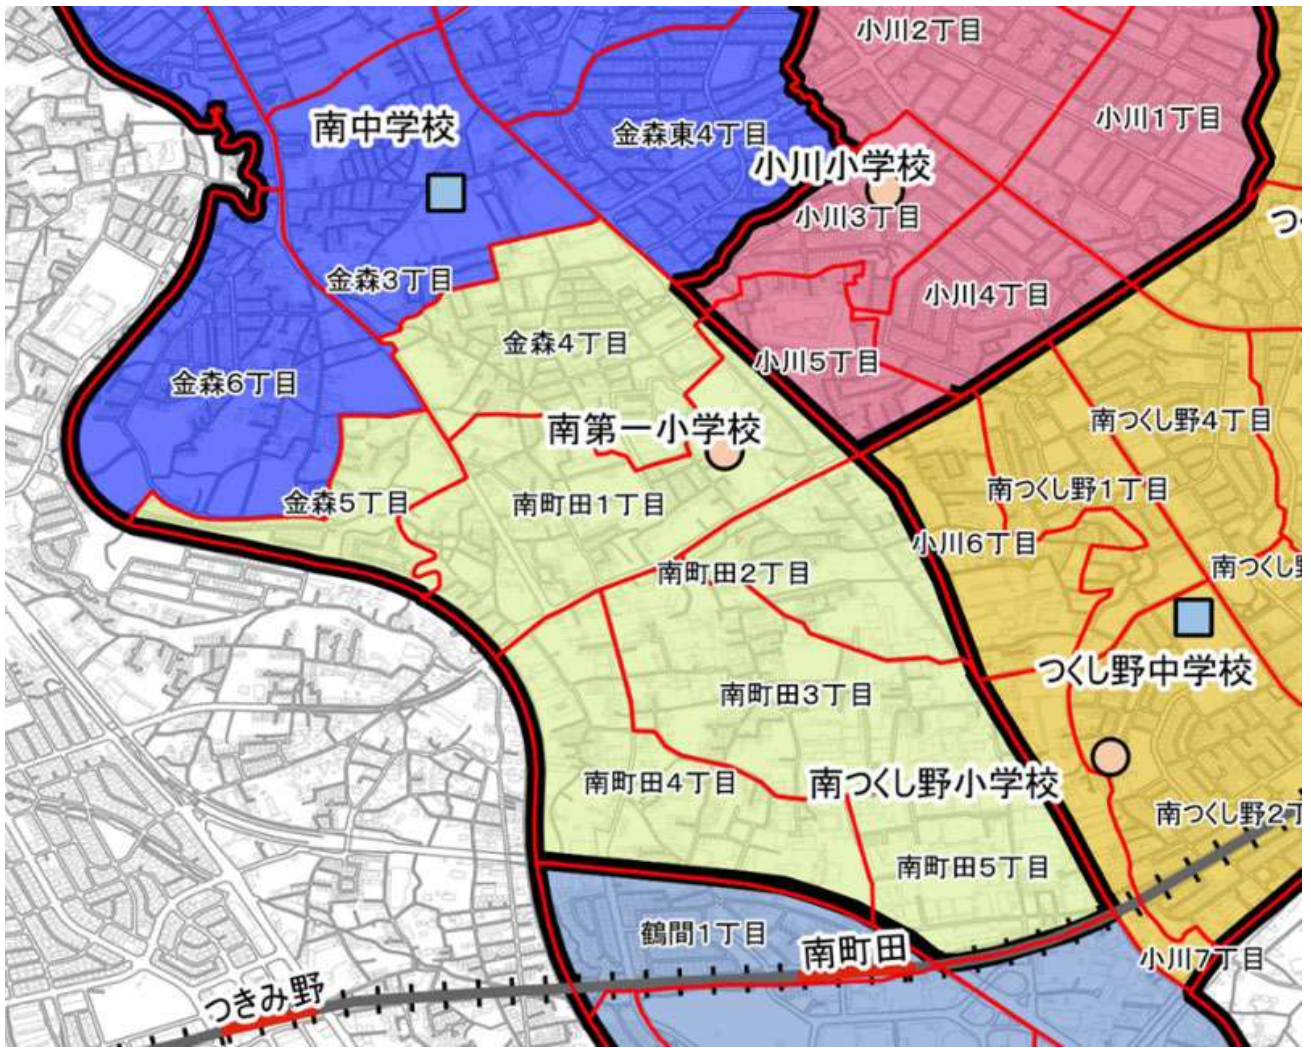 小川2丁目
小川1丁目
南中学校
金森東4丁目
小川小学校
小川3丁目
つ
金森3丁目
小川4丁目
金森4丁目
小川5丁目
金森6丁目
南つくし野4丁目
南第一小学校
南つくし野1丁目
金森5丁目
南町田1丁目
小川6丁目
南つくし野
南町田2丁目
つくし野中学校
南町田3丁目
南町田4丁目
南つくし野小学校
南つくし野2丁
南町田5丁目
鶴間1丁目
南町田
小川7丁目
つきみ野